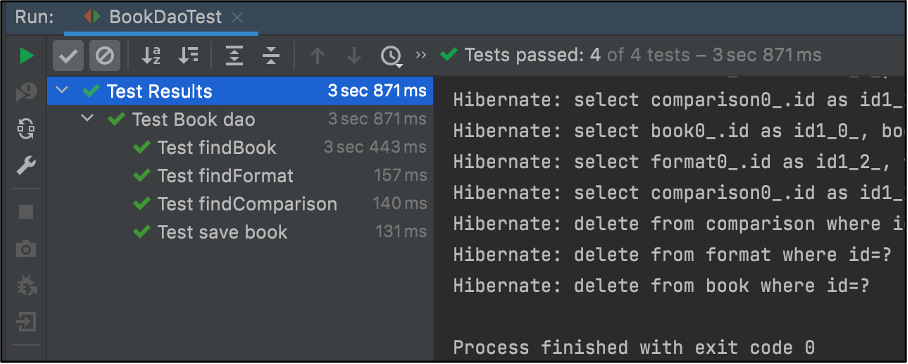 Run: BookDaoTest ×
Tests passed: 4 of 4 tests – 3 sec 871 ms
Test Results 3 sec 871 ms
Test Book dao 3 sec 871 ms
Test findBook 3 sec 443 ms
Test findFormat 157 ms
Test findComparison 140 ms
Test save book 131 ms
Hibernate: select comparison0_.id as id1_
Hibernate: select book0_.id as id1_0_, bo
Hibernate: select format0_.id as id1_2_,
Hibernate: select comparison0_.id as id1_
Hibernate: delete from comparison where i
Hibernate: delete from format where id=?
Hibernate: delete from book where id=?
Process finished with exit code 0